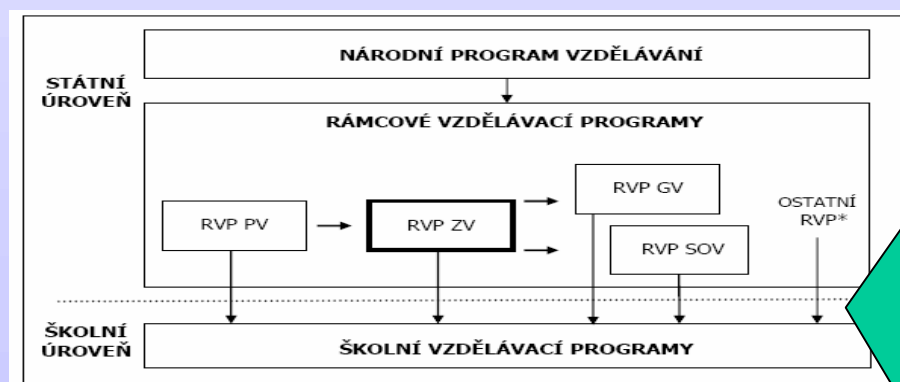 NÁRODNÍ PROGRAM VZDĚLÁVÁNÍ
STÁTNÍ
ÚROVEŇ
RÁMCOVÉ VZDĚLÁVACÍ PROGRAMY
RVP PV
RVP ZV
RVP GV
RVP SOV
OSTATNÍ
RVP*
ŠKOLNÍ
ÚROVEŇ
ŠKOLNÍ VZDĚLÁVACÍ PROGRAMY